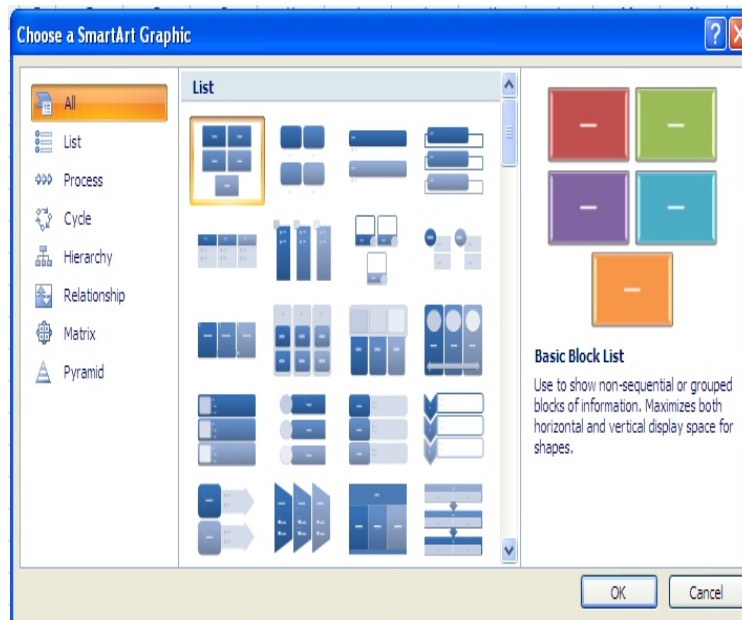 Choose a SmartArt Graphic
All
List
Process
Cycle
Hierarchy
Relationship
Matrix
Pyramid
List
Basic Block List
Use to show non-sequential or grouped
blocks of information. Maximizes both
horizontal and vertical display space for
shapes.
OK
Cancel